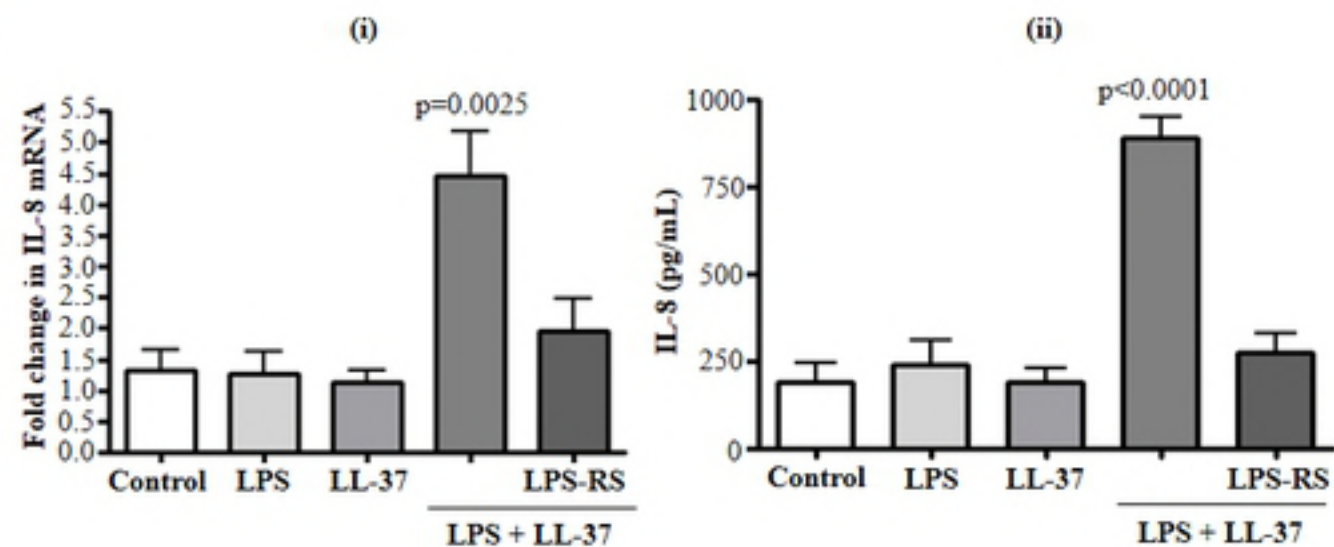 (i)
Fold change in IL-8 mRNA
p=0.0025
5.5
5.0
4.5
4.0
3.5
3.0
2.5
2.0
1.5
1.0
0.5
0.0
Control LPS LL-37 LPS-RS
LPS + LL-37
(ii)
IL-8 (pg/mL)
p<0.0001
1000
750
500
250
0
Control LPS LL-37 LPS-RS
LPS + LL-37